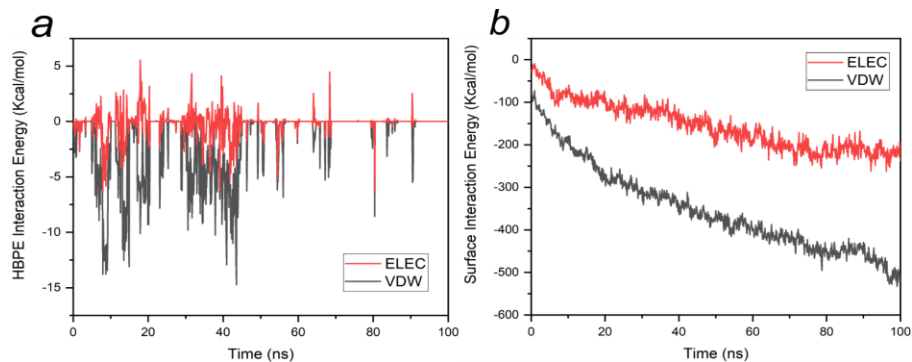 a
HBPE Interaction Energy (Kcal/mol)
5
0
-5
-10
-15
ELEC
VDW
0 20 40 60 80 100
Time (ns)
b
Surface Interaction Energy (Kcal/mol)
0
-100
-200
-300
-400
-500
-600
ELEC
VDW
0 20 40 60 80 100
Time (ns)